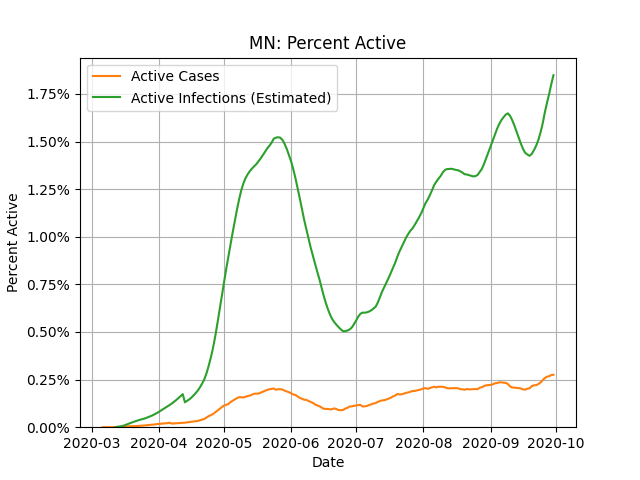 MN: Percent Active
Active Cases
Active Infections (Estimated)
Percent Active
1.75%
1.50%
1.25%
1.00%
0.75%
0.50%
0.25%
0.00%
2020-03 2020-04 2020-05 2020-06 2020-07 2020-08 2020-09 2020-10
Date